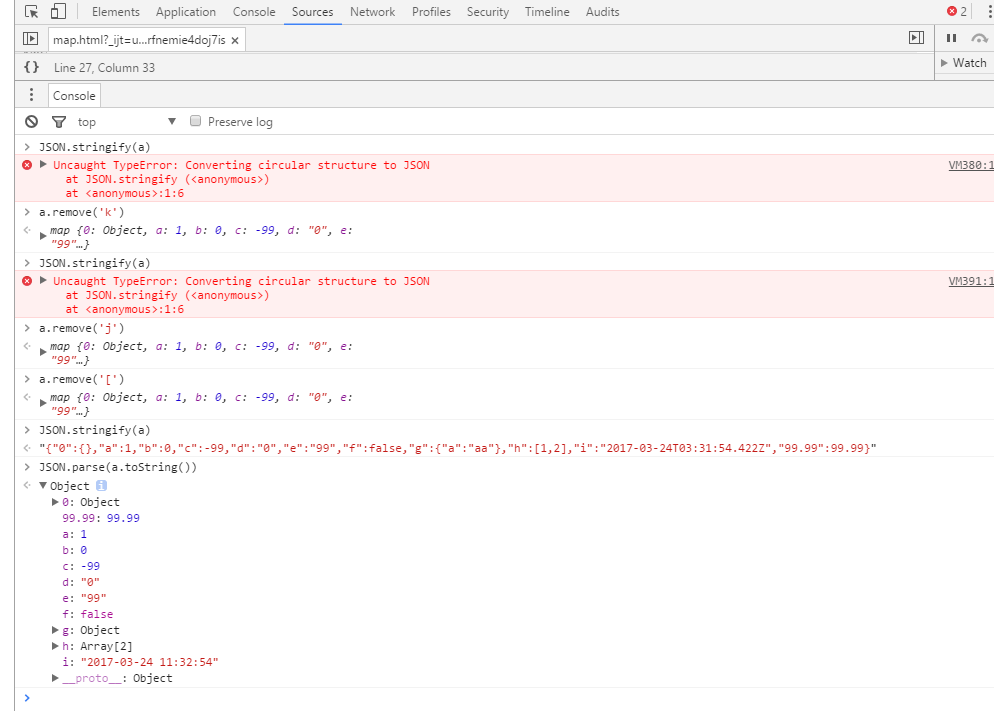 Elements Application Console Sources Network Profiles Security Timeline Audits 2
map.html?_ijt=u...rfnemie4doj7is ×
{} Line 27, Column 33
Watch
Console
top ▼ Preserve log
> JSON.stringify(a)
Uncaught TypeError: Converting circular structure to JSON VM380:1
at JSON.stringify (<anonymous>)
at <anonymous>:1:6
> a.remove('k')
map {0: Object, a: 1, b: 0, c: -99, d: "0", e:
"99"…}
> JSON.stringify(a)
Uncaught TypeError: Converting circular structure to JSON VM391:1
at JSON.stringify (<anonymous>)
at <anonymous>:1:6
> a.remove('j')
map {0: Object, a: 1, b: 0, c: -99, d: "0", e:
"99"…}
> a.remove('[')
map {0: Object, a: 1, b: 0, c: -99, d: "0", e:
"99"…}
> JSON.stringify(a)
"{"0":{},"a":1,"b":0,"c":-99,"d":"0","e":"99","f":false,"g":{"a":"aa"},"h":[1,2],"i":"2017-03-24T03:31:54.422Z","99.99":99.99}"
> JSON.parse(a.toString())
▼ Object i
▶ 0: Object
99.99: 99.99
a: 1
b: 0
c: -99
d: "0"
e: "99"
f: false
▶ g: Object
▶ h: Array[2]
i: "2017-03-24 11:32:54"
▶ __proto__: Object
>